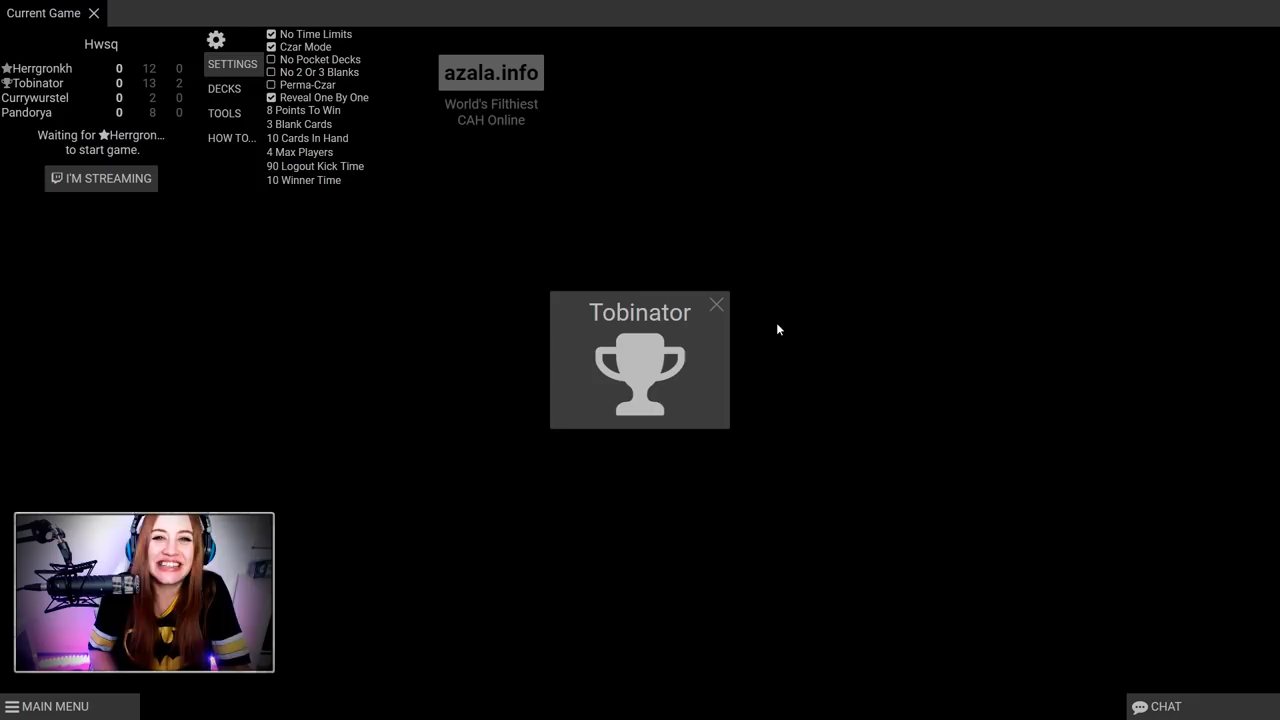 Current Game
Hwsq
Herrgronkh 0 12 0
Tobinator 0 13 2
Currywurstel 0 2 0
Pandorya 0 8 0
Waiting for Herrgron...
to start game.
I'M STREAMING
SETTINGS
DECKS
TOOLS
HOW TO...
No Time Limits
Czar Mode
No Pocket Decks
No 2 Or 3 Blanks
Perma-Czar
Reveal One By One
8 Points To Win
3 Blank Cards
10 Cards In Hand
4 Max Players
90 Logout Kick Time
10 Winner Time
azala.info
World's Filthiest
CAH Online
Tobinator
MAIN MENU
CHAT